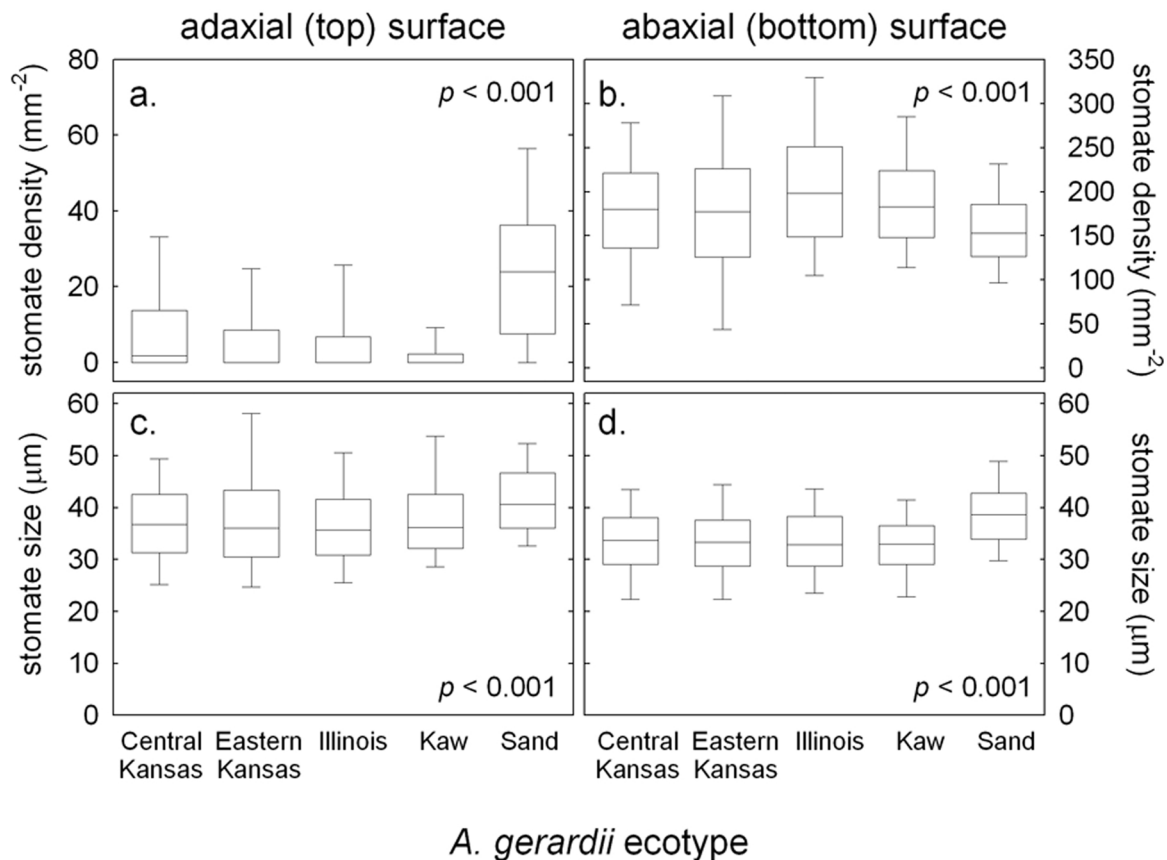 adaxial (top) surface
abaxial (bottom) surface
stomate density (mm-2)
80
60
40
20
0
a.
p < 0.001
b.
p < 0.001
350
300
250
200
150
100
50
0
stomate density (mm-2)
stomate size (μm)
60
50
40
30
20
10
0
c.
p < 0.001
d.
p < 0.001
60
50
40
30
20
10
0
stomate size (μm)
Central Eastern Illinois Kaw Sand
Kansas Kansas
Central Eastern Illinois Kaw Sand
Kansas Kansas
A. gerardii ecotype